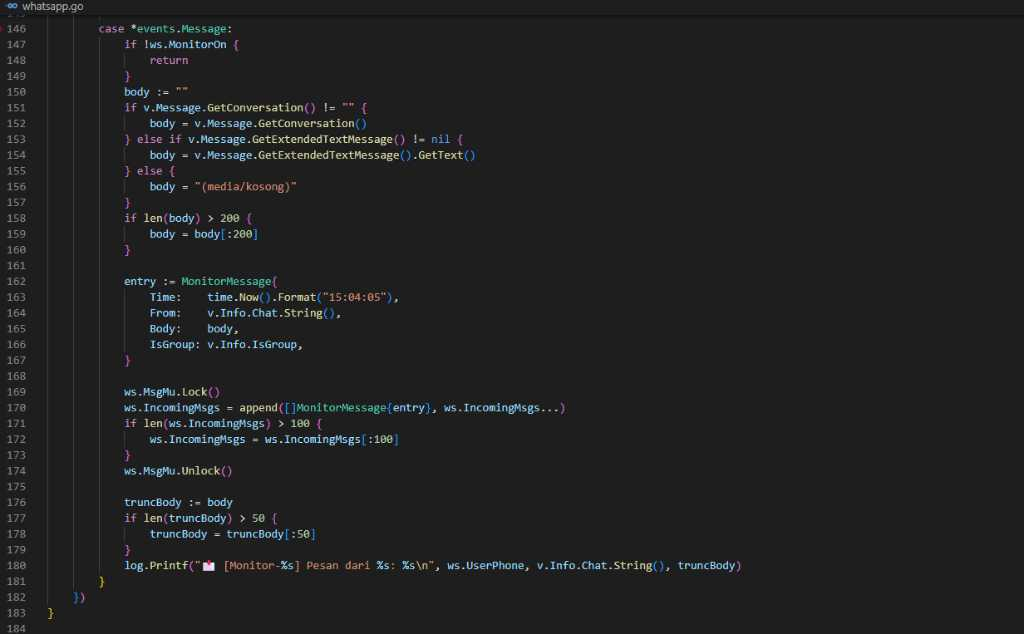 whatsapp.go
146 case *events.Message:
147 if !ws.MonitorOn {
148 return
149 }
150 body := ""
151 if v.Message.GetConversation() != "" {
152 body = v.Message.GetConversation()
153 } else if v.Message.GetExtendedTextMessage() != nil {
154 body = v.Message.GetExtendedTextMessage().GetText()
155 } else {
156 body = "(media/kosong)"
157 }
158 if len(body) > 200 {
159 body = body[:200]
160 }
161
162 entry := MonitorMessage{
163 Time: time.Now().Format("15:04:05"),
164 From: v.Info.Chat.String(),
165 Body: body,
166 IsGroup: v.Info.IsGroup,
167 }
168
169 ws.MsgMu.Lock()
170 ws.IncomingMsgs = append([]MonitorMessage{entry}, ws.IncomingMsgs...)
171 if len(ws.IncomingMsgs) > 100 {
172 ws.IncomingMsgs = ws.IncomingMsgs[:100]
173 }
174 ws.MsgMu.Unlock()
175
176 truncBody := body
177 if len(truncBody) > 50 {
178 truncBody = truncBody[:50]
179 }
180 log.Printf("📩 [Monitor-%s] Pesan dari %s: %s\n", ws.UserPhone, v.Info.Chat.String(), truncBody)
181 }
182 })
183 }
184